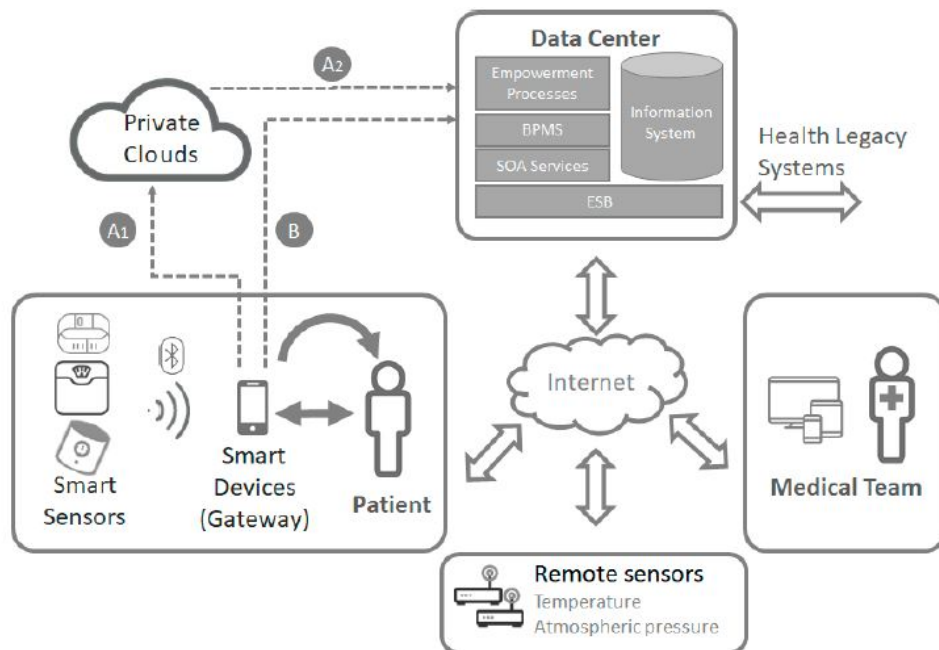 Data Center
Empowerment
Processes
BPMS
SOA Services
ESB
Information
System
A2
Private
Clouds
Health Legacy
Systems
A1
B
Internet
Smart
Sensors
Smart
Devices
(Gateway)
Patient
Medical Team
Remote sensors
Temperature
Atmospheric pressure